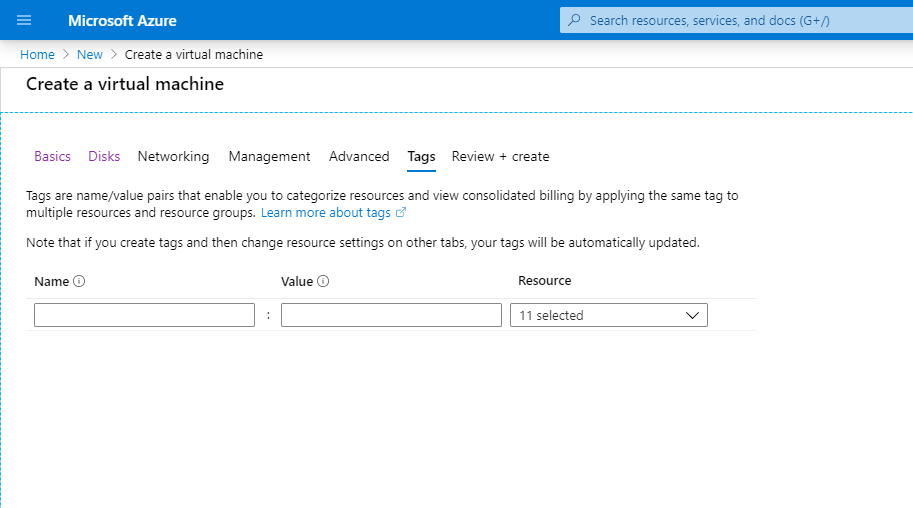 Microsoft Azure
Search resources, services, and docs (G+/)
Home > New > Create a virtual machine
Create a virtual machine
Basics Disks Networking Management Advanced Tags Review + create
Tags are name/value pairs that enable you to categorize resources and view consolidated billing by applying the same tag to
multiple resources and resource groups. Learn more about tags
Note that if you create tags and then change resource settings on other tabs, your tags will be automatically updated.
Name Value Resource
: 11 selected